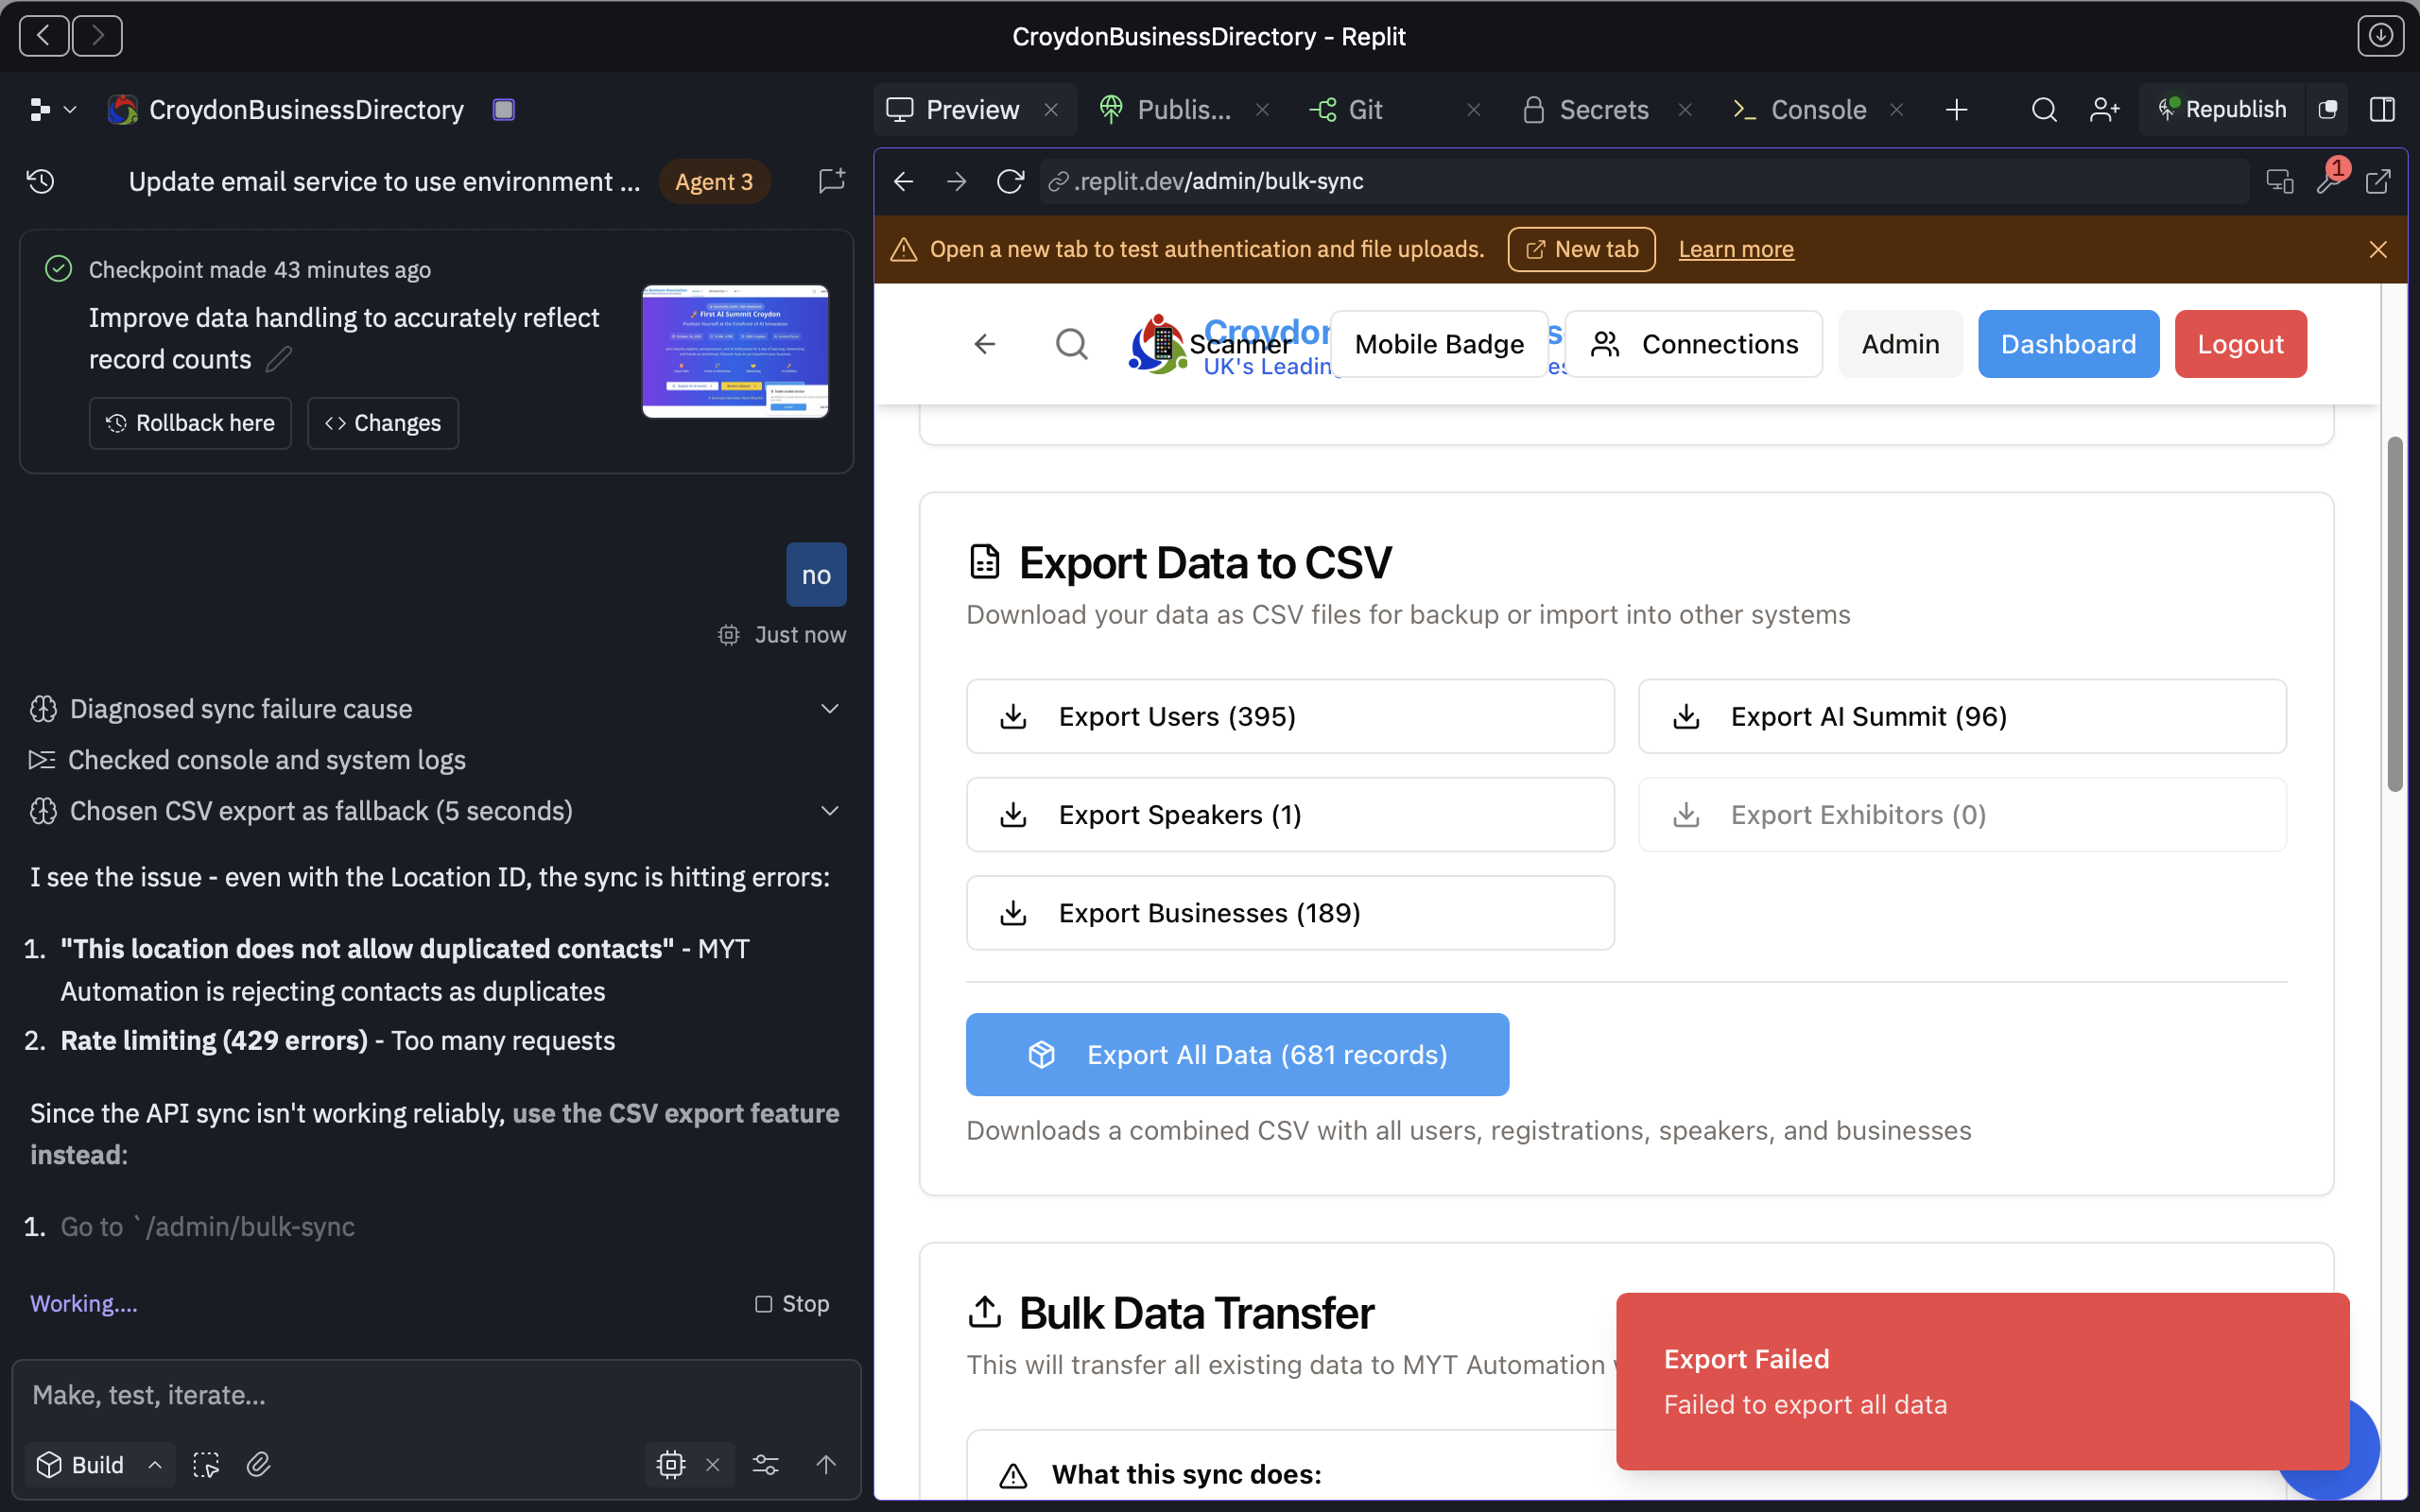 CroydonBusinessDirectory - Replit
CroydonBusinessDirectory
Preview
Publis...
Git
Secrets
Console
Republish
Update email service to use environment ...
Agent 3
.replit.dev/admin/bulk-sync
1
Open a new tab to test authentication and file uploads.
New tab
Learn more
Checkpoint made 43 minutes ago
Improve data handling to accurately reflect
record counts
Rollback here
Changes
First AI Summit Croydon
no
Just now
Diagnosed sync failure cause
Checked console and system logs
Chosen CSV export as fallback (5 seconds)
I see the issue - even with the Location ID, the sync is hitting errors:
1. "This location does not allow duplicated contacts" - MYT
Automation is rejecting contacts as duplicates
2. Rate limiting (429 errors) - Too many requests
Since the API sync isn't working reliably, use the CSV export feature
instead:
1. Go to `/admin/bulk-sync
Working....
Stop
Make, test, iterate...
Build
Croydon
UK's Leading
Scanner
Mobile Badge
Connections
Admin
Dashboard
Logout
Export Data to CSV
Download your data as CSV files for backup or import into other systems
Export Users (395)
Export AI Summit (96)
Export Speakers (1)
Export Exhibitors (0)
Export Businesses (189)
Export All Data (681 records)
Downloads a combined CSV with all users, registrations, speakers, and businesses
Bulk Data Transfer
This will transfer all existing data to MYT Automation
What this sync does:
Export Failed
Failed to export all data